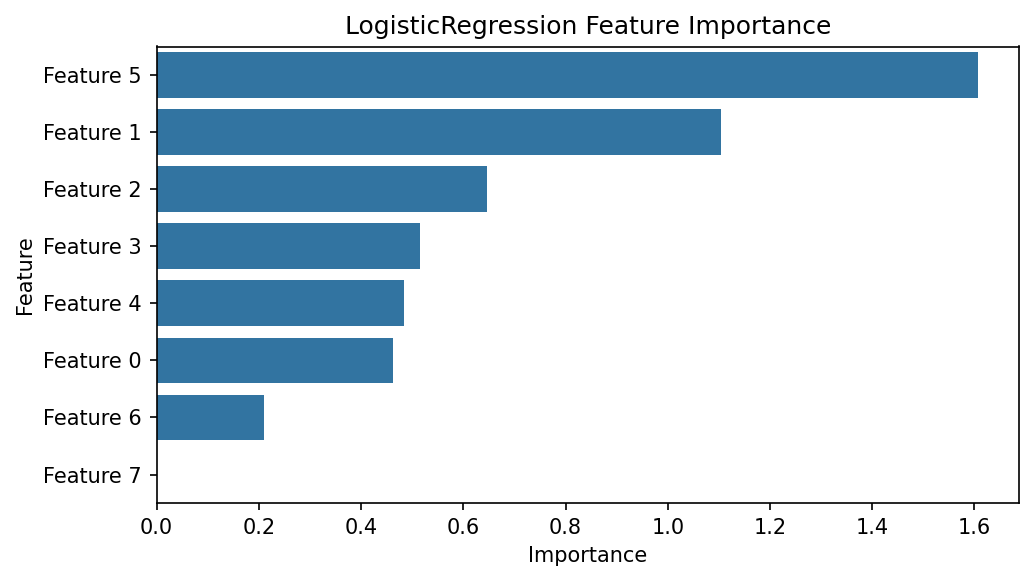 LogisticRegression Feature Importance
Feature 5
Feature 1
Feature 2
Feature 3
Feature 4
Feature 0
Feature 6
Feature 7
Feature
0.0 0.2 0.4 0.6 0.8 1.0 1.2 1.4 1.6
Importance